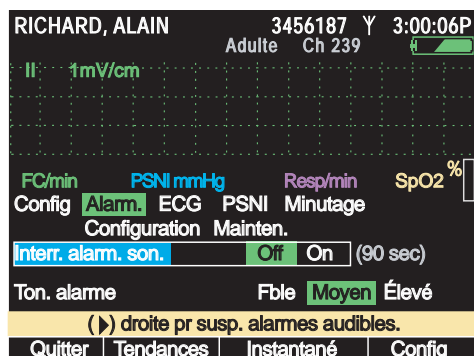 RICHARD, ALAIN 3456187 3:00:06P
Adulte Ch 239
II 1mV/cm
FC/min PSNI mmHg Resp/min SpO2 %
Config Alarm. ECG PSNI Minutage
Configuration Mainten.
Interr. alarm. son. Off On (90 sec)
Ton. alarme Fble Moyen Élevé
( ) droite pr susp. alarmes audibles.
Quitter Tendances Instantané Config